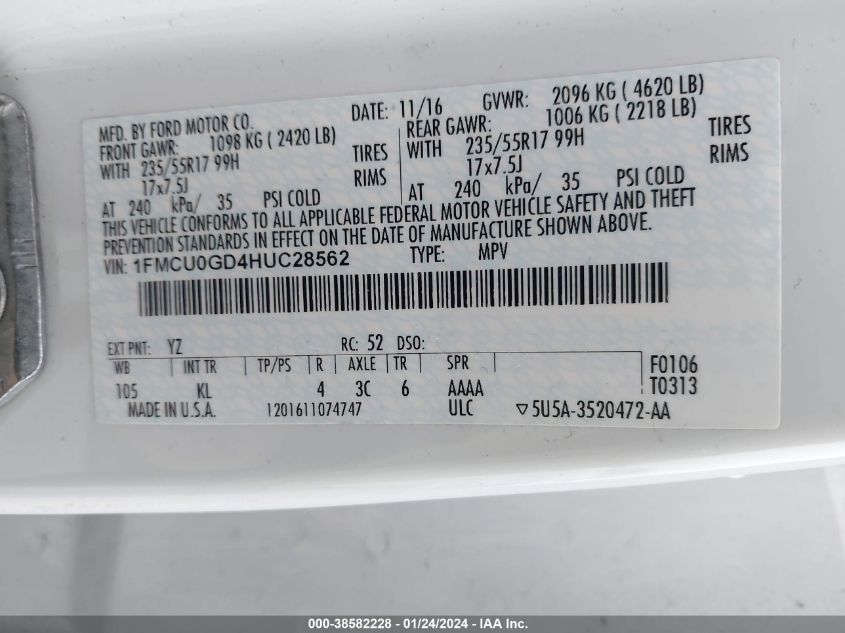 MFD. BY FORD MOTOR CO. DATE: 11/16 GVWR: 2096 KG ( 4620 LB)
FRONT GAWR: 1098 KG ( 2420 LB) REAR GAWR: 1006 KG ( 2218 LB)
WITH 235/55R17 99H TIRES WITH 235/55R17 99H TIRES
17x7.5J RIMS 17x7.5J RIMS
AT 240 kPa/ 35 PSI COLD AT 240 kPa/ 35 PSI COLD
THIS VEHICLE CONFORMS TO ALL APPLICABLE FEDERAL MOTOR VEHICLE SAFETY AND THEFT
PREVENTION STANDARDS IN EFFECT ON THE DATE OF MANUFACTURE SHOWN ABOVE.
VIN: 1FMCU0GD4HUC28562 TYPE: MPV
EXT PNT: YZ RC: 52 DSO:
WB INT TR TP/PS R AXLE TR SPR F0106
105 KL 4 3C 6 AAAA T0313
MADE IN U.S.A. 1201611074747 ULC ▽5U5A-3520472-AA
000-38582228 - 01/24/2024 - IAA Inc.